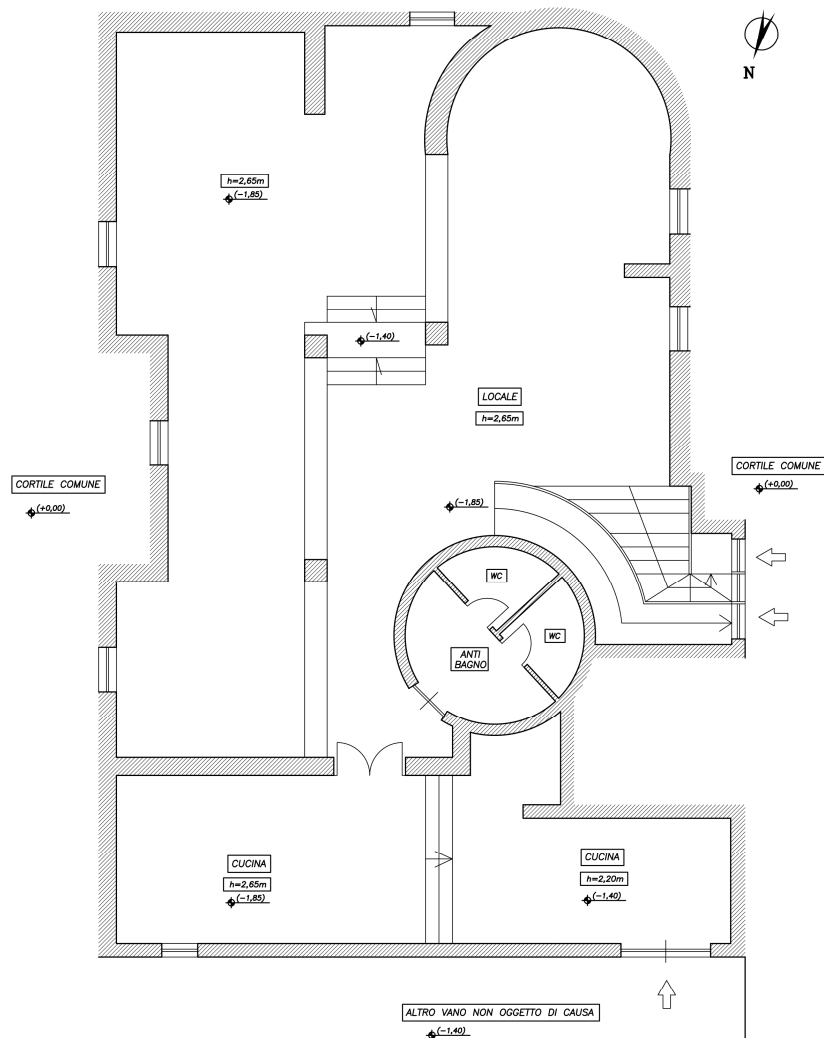 N
h=2,65m
(-1,85)
(-1,40)
LOCALE
h=2,65m
CORTILE COMUNE
(+0,00)
CORTILE COMUNE
(+0,00)
(-1,85)
WC
WC
ANTI
BAGNO
CUCINA
h=2,65m
(-1,85)
CUCINA
h=2,20m
(-1,40)
ALTRO VANO NON OGGETTO DI CAUSA
(-1,40)